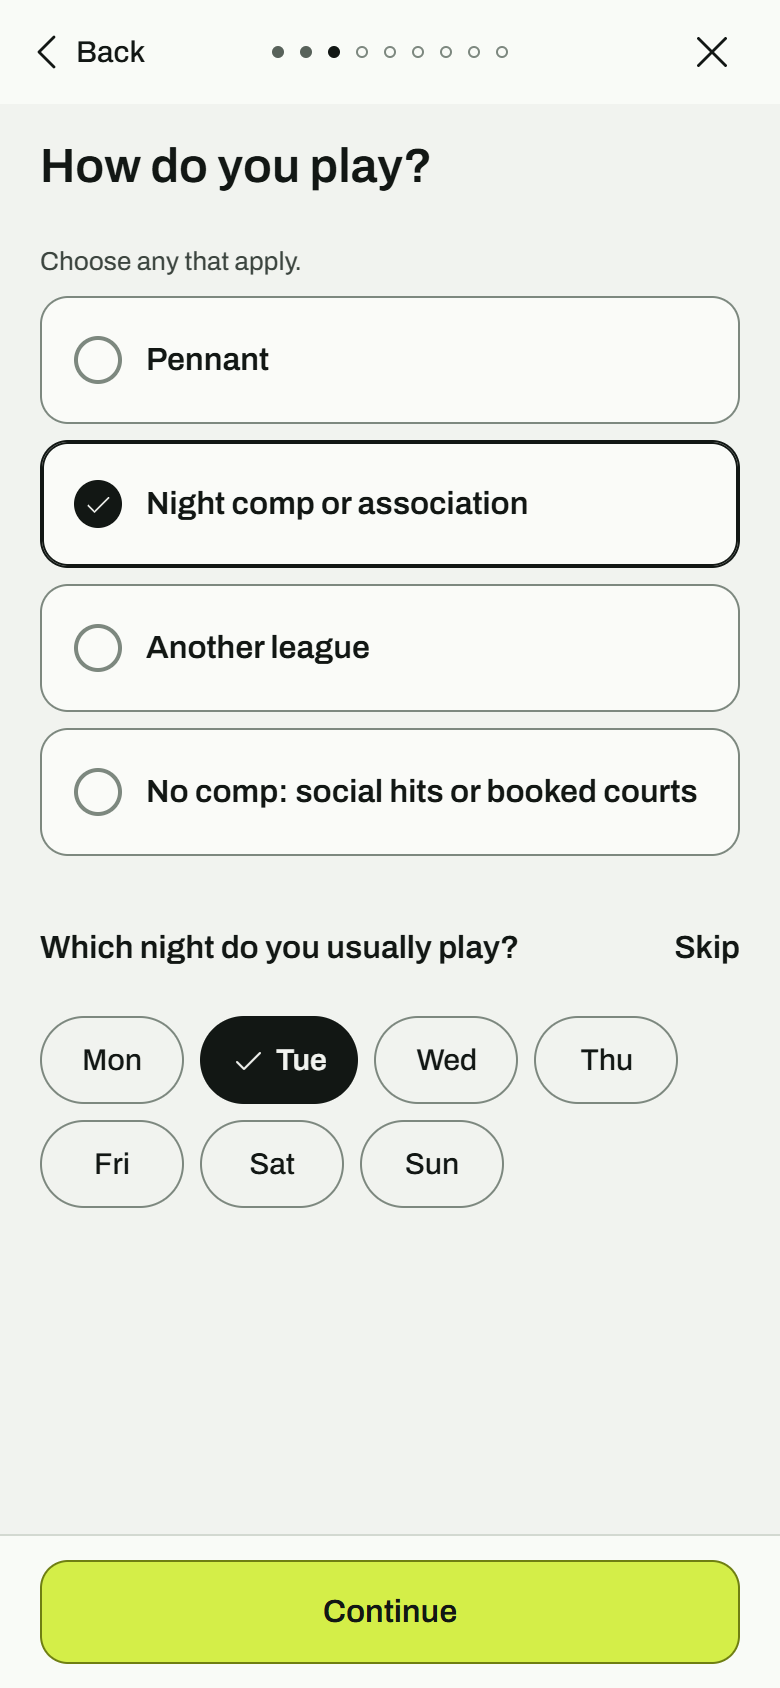 Back
How do you play?
Choose any that apply.
Pennant
Night comp or association
Another league
No comp: social hits or booked courts
Which night do you usually play? Skip
Mon Tue Wed Thu
Fri Sat Sun
Continue